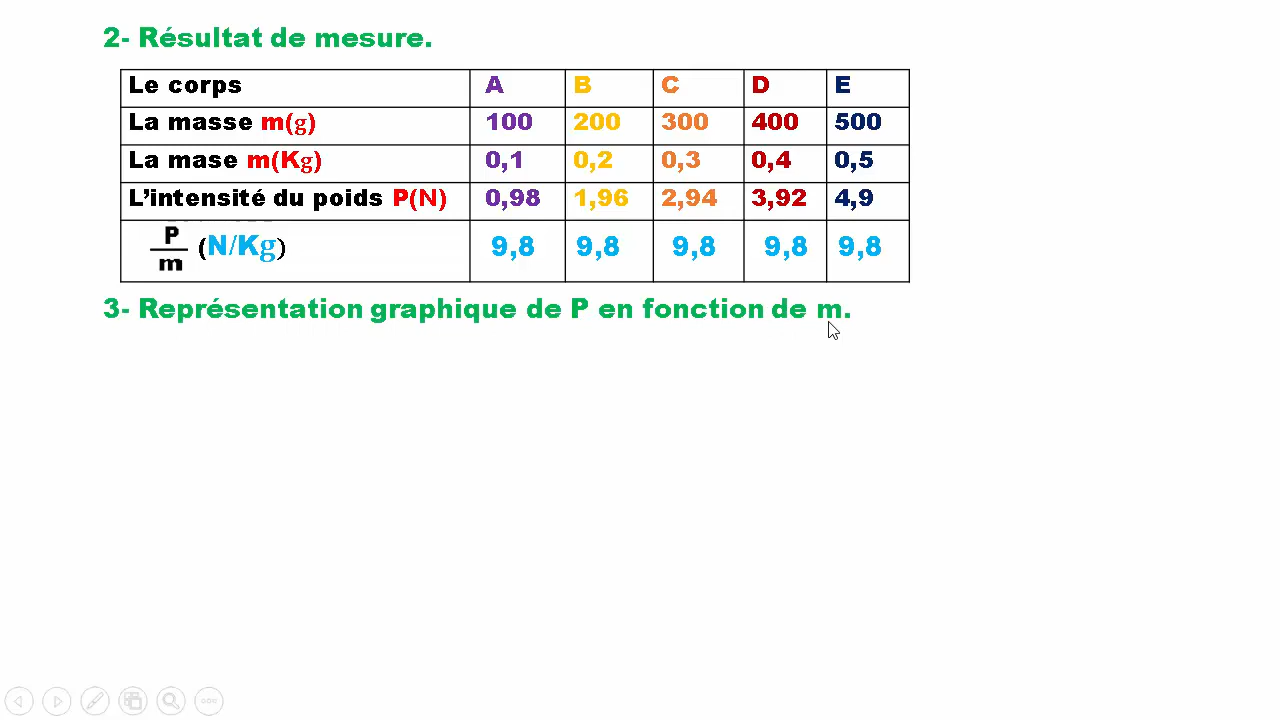 2- Résultat de mesure.
Le corps A B C D E
La masse m(g) 100 200 300 400 500
La mase m(Kg) 0,1 0,2 0,3 0,4 0,5
L’intensité du poids P(N) 0,98 1,96 2,94 3,92 4,9
P
m (N/Kg) 9,8 9,8 9,8 9,8 9,8
3- Représentation graphique de P en fonction de m.